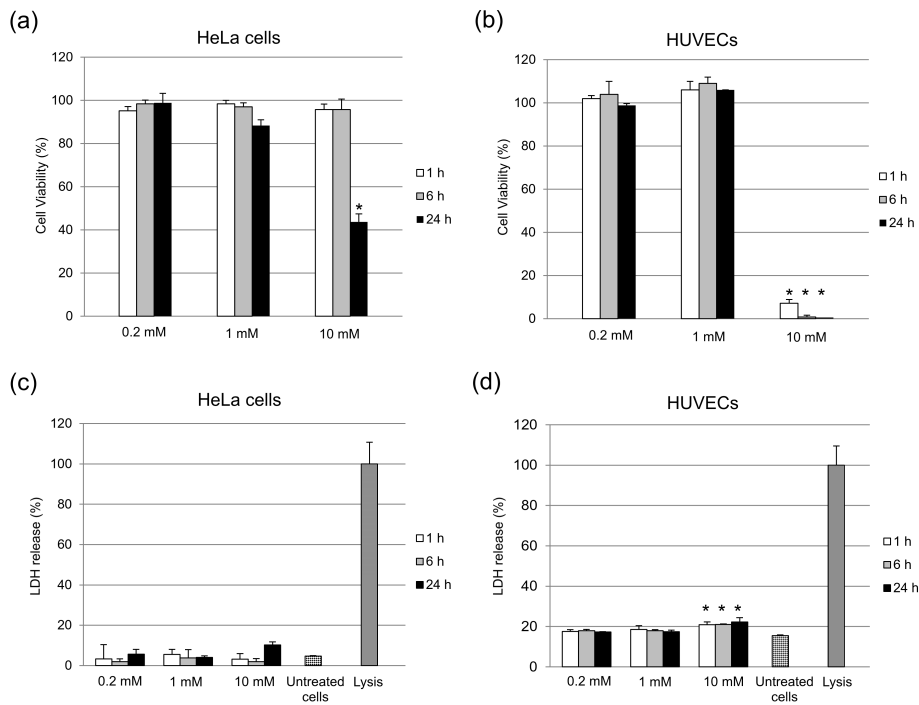 (a)
HeLa cells
120
100
80
60
40
20
0
Cell Viability (%)
*
0.2 mM
1 mM
10 mM
1 h
6 h
24 h
(b)
HUVECs
120
100
80
60
40
20
0
Cell Viability (%)
* * *
0.2 mM
1 mM
10 mM
1 h
6 h
24 h
(c)
HeLa cells
120
100
80
60
40
20
0
LDH release (%)
0.2 mM
1 mM
10 mM
Untreated
cells
Lysis
1 h
6 h
24 h
(d)
HUVECs
120
100
80
60
40
20
0
LDH release (%)
* * *
0.2 mM
1 mM
10 mM
Untreated
cells
Lysis
1 h
6 h
24 h